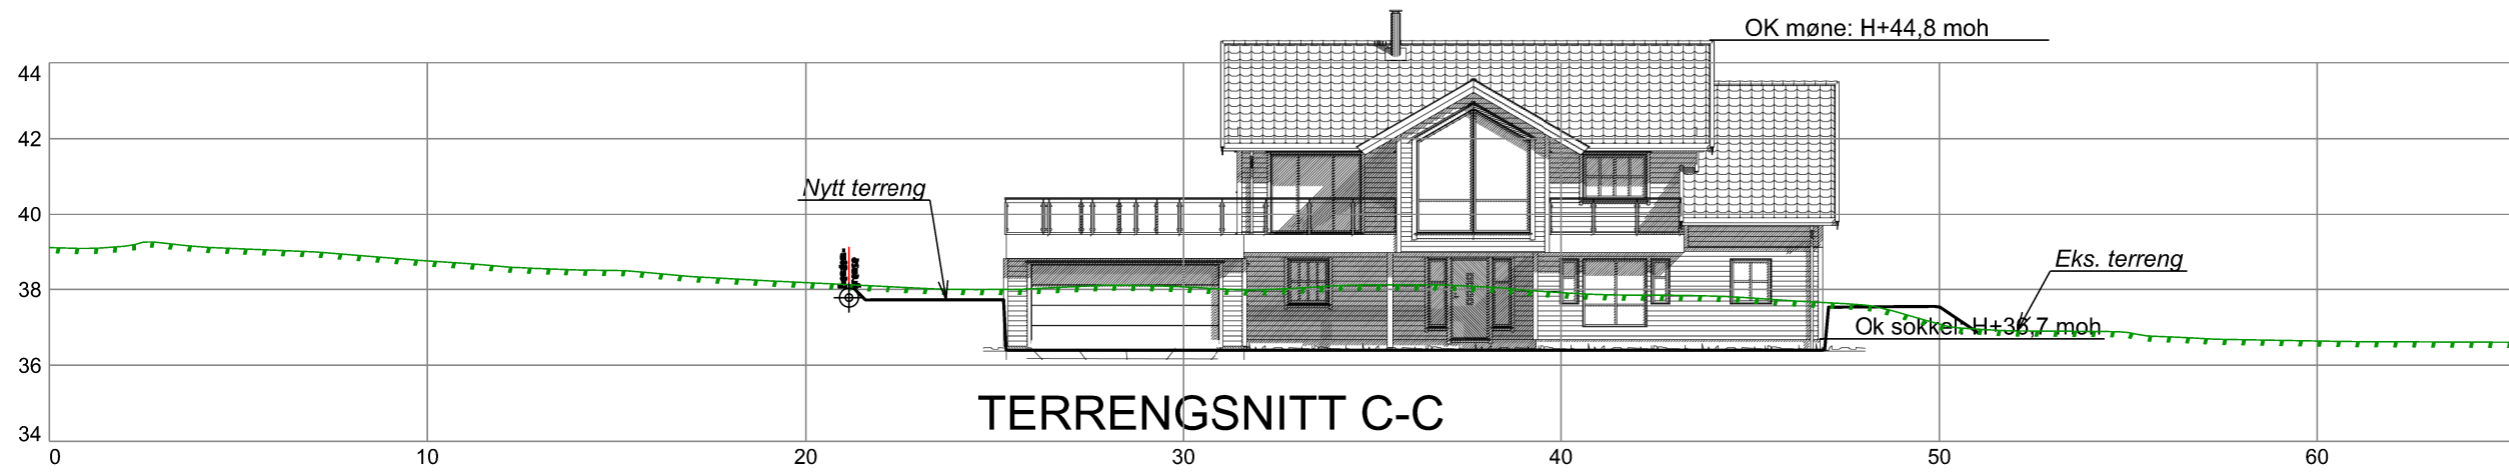 OK møne: H+44,8 moh
44
42
Nytt terreng
40
Eks. terreng
38
Ok sokkel: H+36,7 moh
36
TERRENGSNITT C-C
34
0 10 20 30 40 50 60